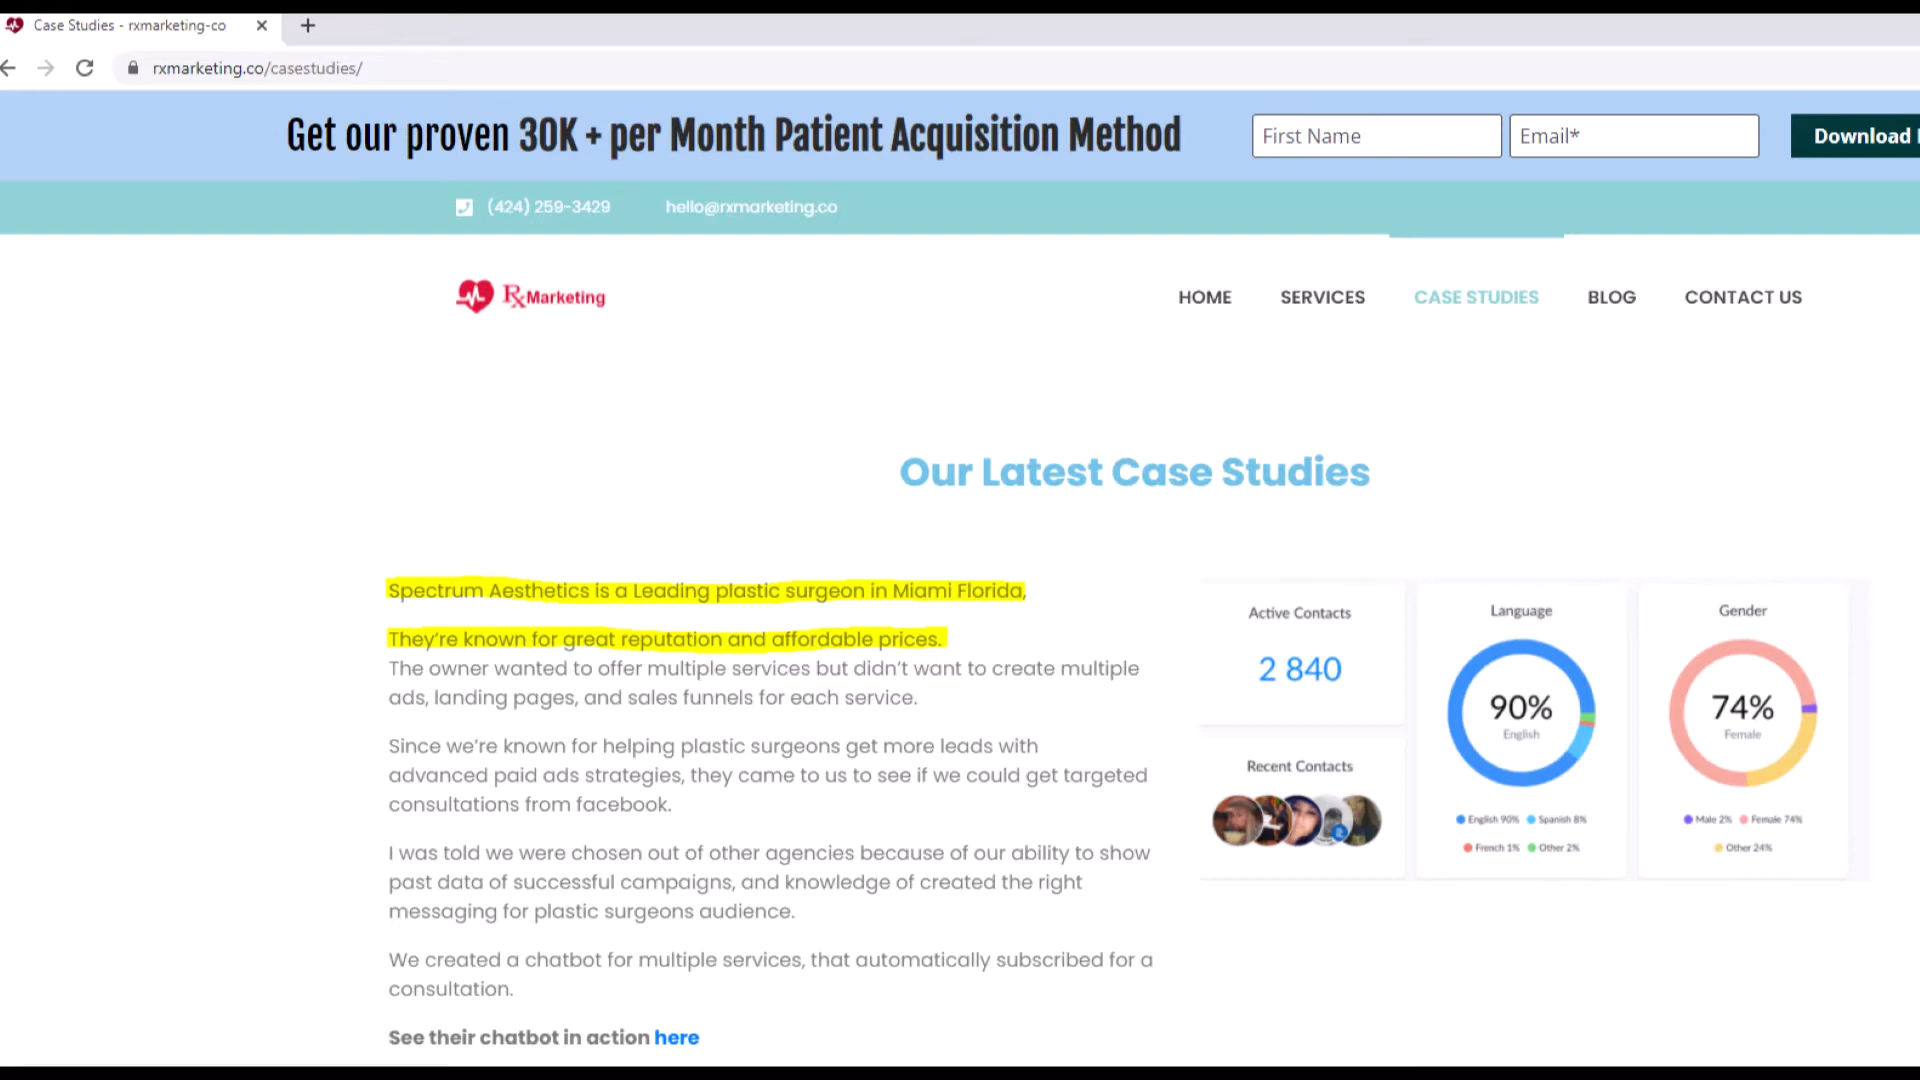 Case Studies - rxmarketing-co
rxmarketing.co/casestudies/
Get our proven 30K + per Month Patient Acquisition Method
First Name
Email*
Download
(424) 259-3429
hello@rxmarketing.co
Rx Marketing
HOME
SERVICES
CASE STUDIES
BLOG
CONTACT US
Our Latest Case Studies
Spectrum Aesthetics is a Leading plastic surgeon in Miami Florida,
They’re known for great reputation and affordable prices.
The owner wanted to offer multiple services but didn’t want to create multiple
ads, landing pages, and sales funnels for each service.
Since we’re known for helping plastic surgeons get more leads with
advanced paid ads strategies, they came to us to see if we could get targeted
consultations from facebook.
I was told we were chosen out of other agencies because of our ability to show
past data of successful campaigns, and knowledge of created the right
messaging for plastic surgeons audience.
We created a chatbot for multiple services, that automatically subscribed for a
consultation.
See their chatbot in action here
Active Contacts
2 840
Recent Contacts
Language
90%
English
English 90% Spanish 8%
French 1% Other 2%
Gender
74%
Female
Male 2% Female 74%
Other 24%